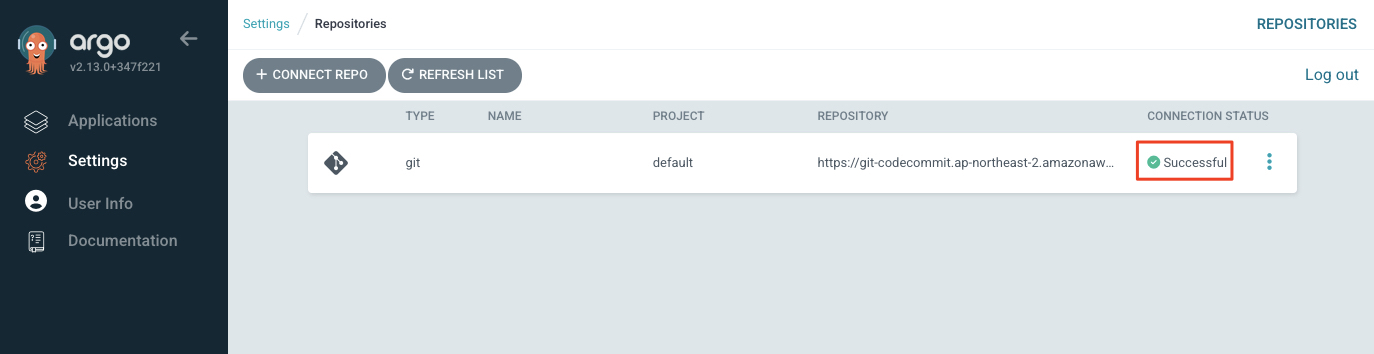 argo
v2.13.0+347f221
Applications
Settings
User Info
Documentation
Settings / Repositories
REPOSITORIES
+ CONNECT REPO
REFRESH LIST
Log out
TYPE NAME PROJECT REPOSITORY CONNECTION STATUS
git default https://git-codecommit.ap-northeast-2.amazonaw... Successful